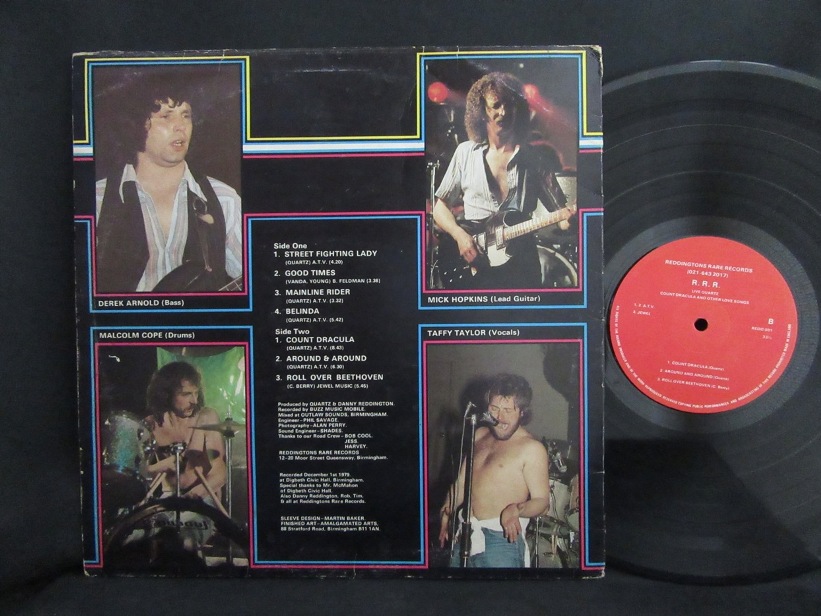 DEREK ARNOLD (Bass)
MICK HOPKINS (Lead Guitar)
MALCOLM COPE (Drums)
TAFFY TAYLOR (Vocals)
Side One
1. STREET FIGHTING LADY
(QUARTZ) A.T.V. (4.20)
2. GOOD TIMES
(VANDA, YOUNG) B. FELDMAN (3.38)
3. MAINLINE RIDER
(QUARTZ) A.T.V. (3.32)
4. BELINDA
(QUARTZ) A.T.V. (5.42)
Side Two
1. COUNT DRACULA
(QUARTZ) A.T.V. (8.43)
2. AROUND & AROUND
(QUARTZ) A.T.V. (6.30)
3. ROLL OVER BEETHOVEN
(C. BERRY) JEWEL MUSIC (5.45)
Produced by QUARTZ & DANNY REDDINGTON.
Recorded by BUZZ MUSIC MOBILE.
Mixed at OUTLAW SOUNDS, BIRMINGHAM.
Engineer - PHIL SAVAGE.
Photography - ALAN PERRY.
Sound Engineer - SHADES.
Thanks to our Road Crew - BOB COOL.
JESS.
HARVEY.
REDDINGTONS RARE RECORDS
12-20 Moor Street Queensway, Birmingham.
Recorded December 1st 1979
at Digbeth Civic Hall, Birmingham.
Special thanks to Mr. McMahon
of Digbeth Civic Hall.
Also Danny Reddington, Rob, Tim,
& all at Reddingtons Rare Records.
SLEEVE DESIGN - MARTIN BAKER
FINISHED ART - AMALGAMATED ARTS,
88 Stratford Road, Birmingham B11 1AN.
REDDINGTONS RARE RECORDS
(021-643 2017)
R. R. R.
LIVE QUARTZ
COUNT DRACULA AND OTHER LOVE SONGS
B
1. COUNT DRACULA (Quartz)
2. AROUND AND AROUND (Quartz)
3. ROLL OVER BEETHOVEN (C. Berry)